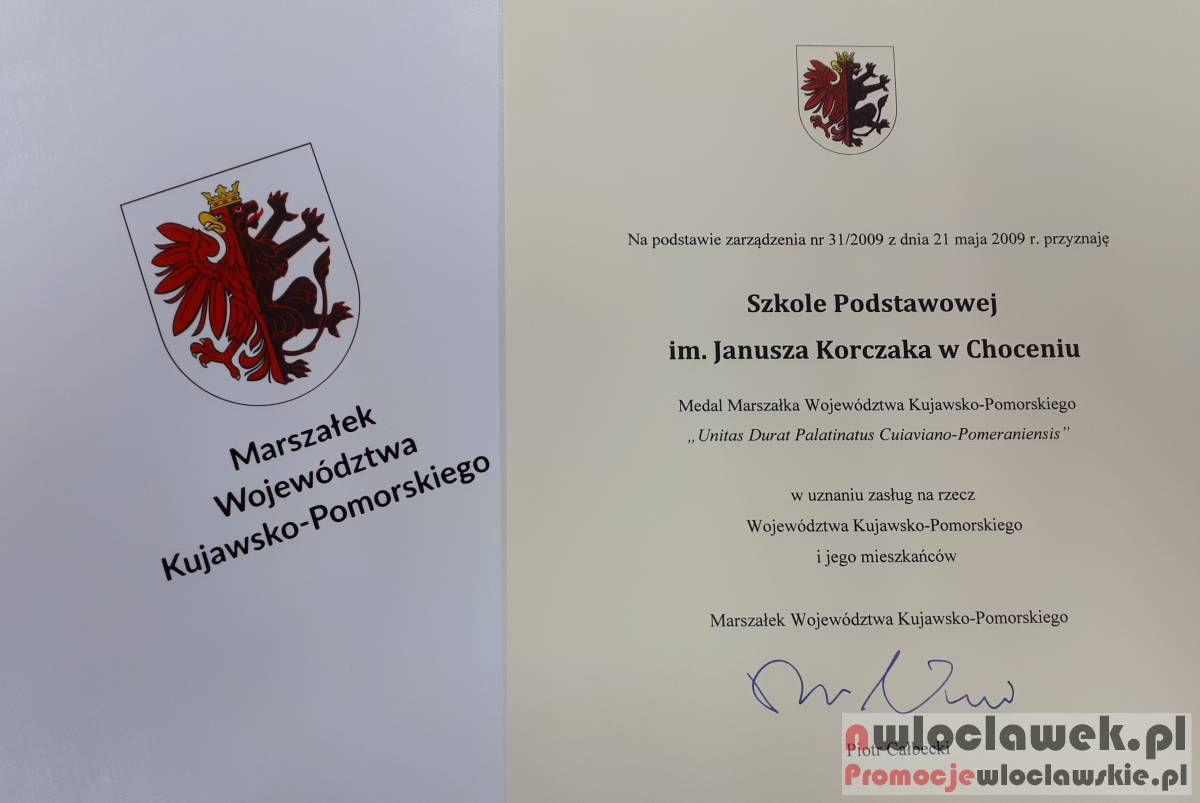 Marszałek
Województwa
Kujawsko-Pomorskiego
Na podstawie zarządzenia nr 31/2009 z dnia 21 maja 2009 r. przyznaję
Szkole Podstawowej
im. Janusza Korczaka w Choceniu
Medal Marszałka Województwa Kujawsko-Pomorskiego
„Unitas Durat Palatinatus Cuiaviano-Pomeraniensis”
w uznaniu zasług na rzecz
Województwa Kujawsko-Pomorskiego
i jego mieszkańców
Marszałek Województwa Kujawsko-Pomorskiego
Piotr Całbecki
nwloclawek.pl
Promocjewloclawskie.pl